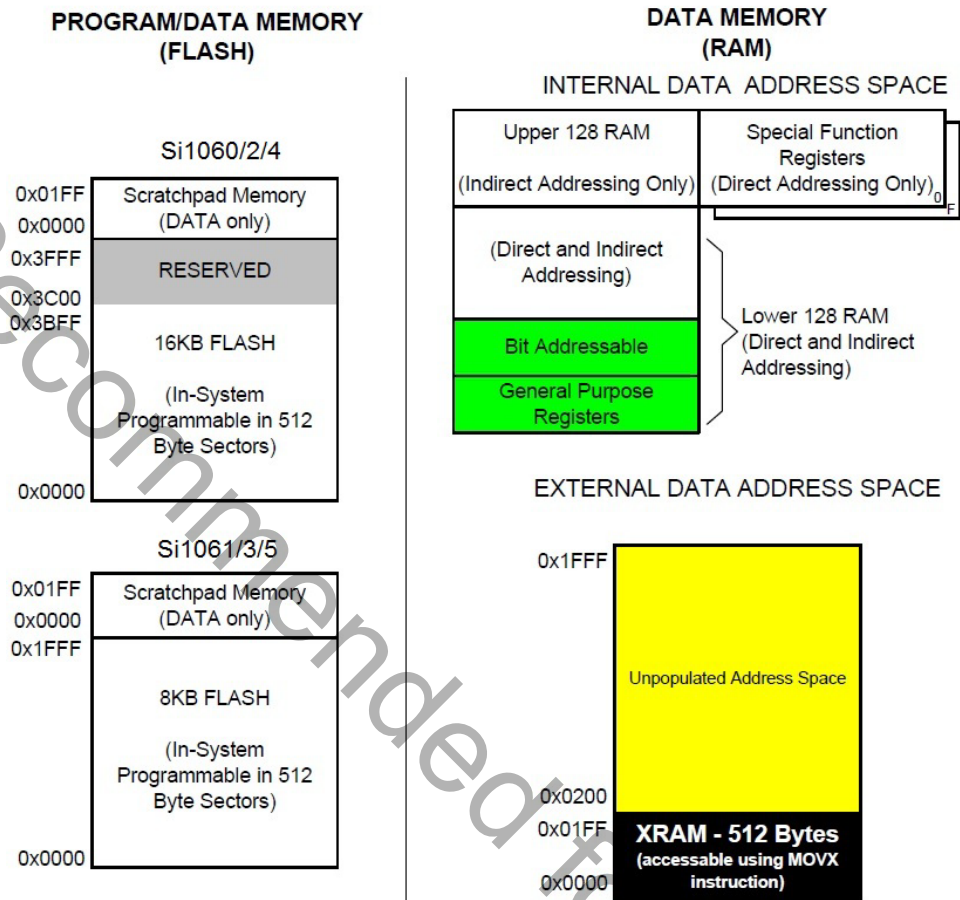 PROGRAM/DATA MEMORY
(FLASH)
Si1060/2/4
0x01FF
Scratchpad Memory
(DATA only)
0x0000
0x3FFF
RESERVED
0x3C00
0x3BFF
16KB FLASH
(In-System
Programmable in 512
Byte Sectors)
0x0000
Si1061/3/5
0x01FF
Scratchpad Memory
(DATA only)
0x0000
0x1FFF
8KB FLASH
(In-System
Programmable in 512
Byte Sectors)
0x0000
DATA MEMORY
(RAM)
INTERNAL DATA ADDRESS SPACE
Upper 128 RAM
(Indirect Addressing Only)
Special Function
Registers
(Direct Addressing Only)
0
F
(Direct and Indirect
Addressing)
Bit Addressable
General Purpose
Registers
Lower 128 RAM
(Direct and Indirect
Addressing)
EXTERNAL DATA ADDRESS SPACE
0x1FFF
Unpopulated Address Space
0x0200
0x01FF
XRAM - 512 Bytes
(accessable using MOVX
instruction)
0x0000
ecommended f